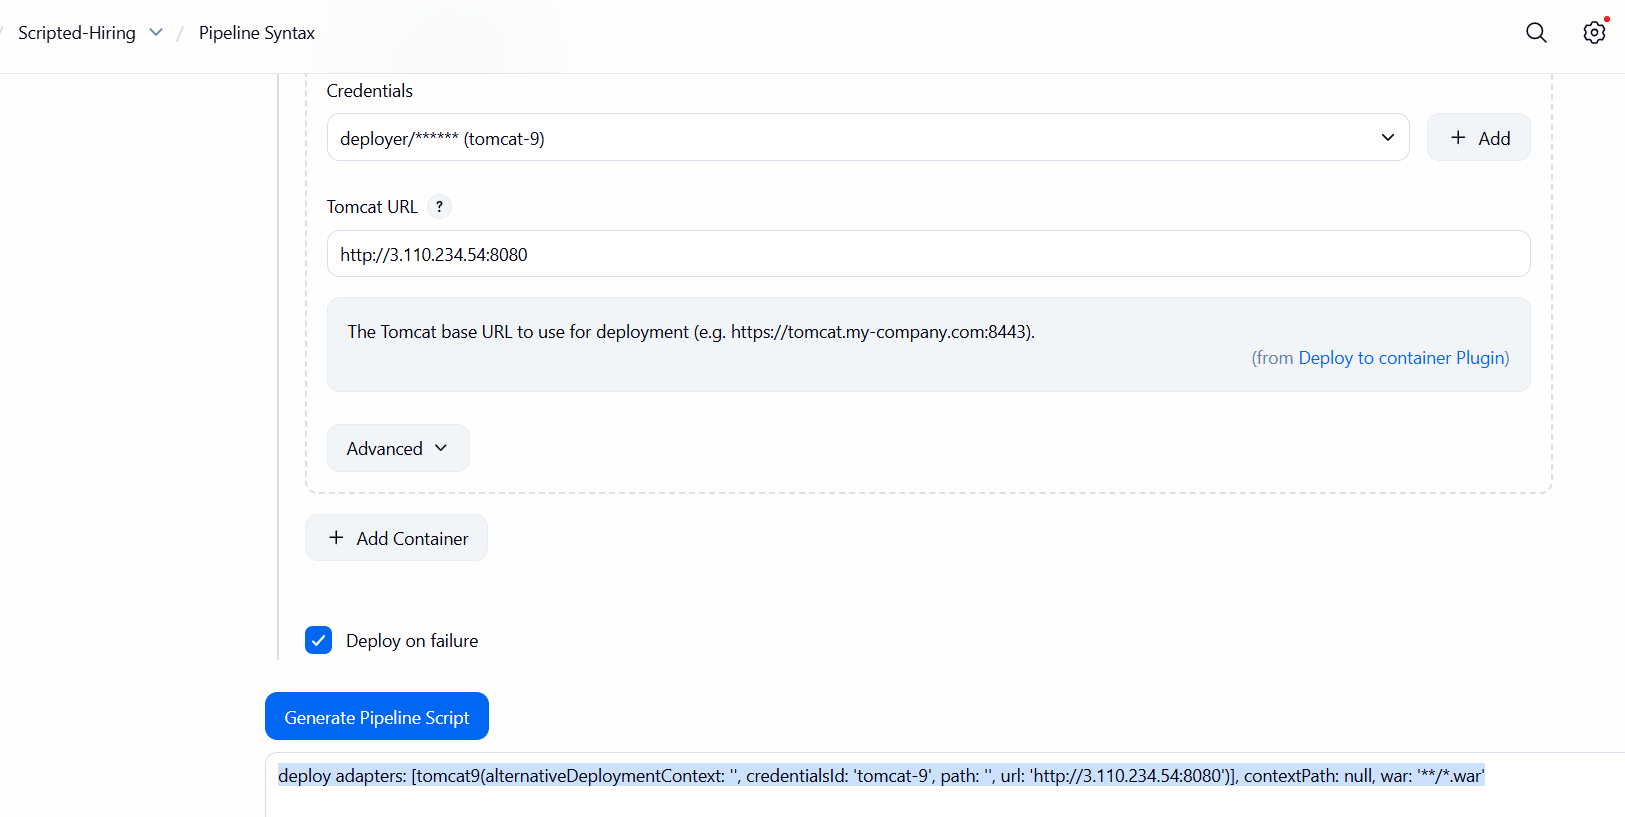 / Scripted-Hiring / Pipeline Syntax
Credentials
deployer/****** (tomcat-9)
+ Add
Tomcat URL ?
http://3.110.234.54:8080
The Tomcat base URL to use for deployment (e.g. https://tomcat.my-company.com:8443).
(from Deploy to container Plugin)
Advanced
+ Add Container
Deploy on failure
Generate Pipeline Script
deploy adapters: [tomcat9(alternativeDeploymentContext: '', credentialsId: 'tomcat-9', path: '', url: 'http://3.110.234.54:8080')], contextPath: null, war: '**/*.war'